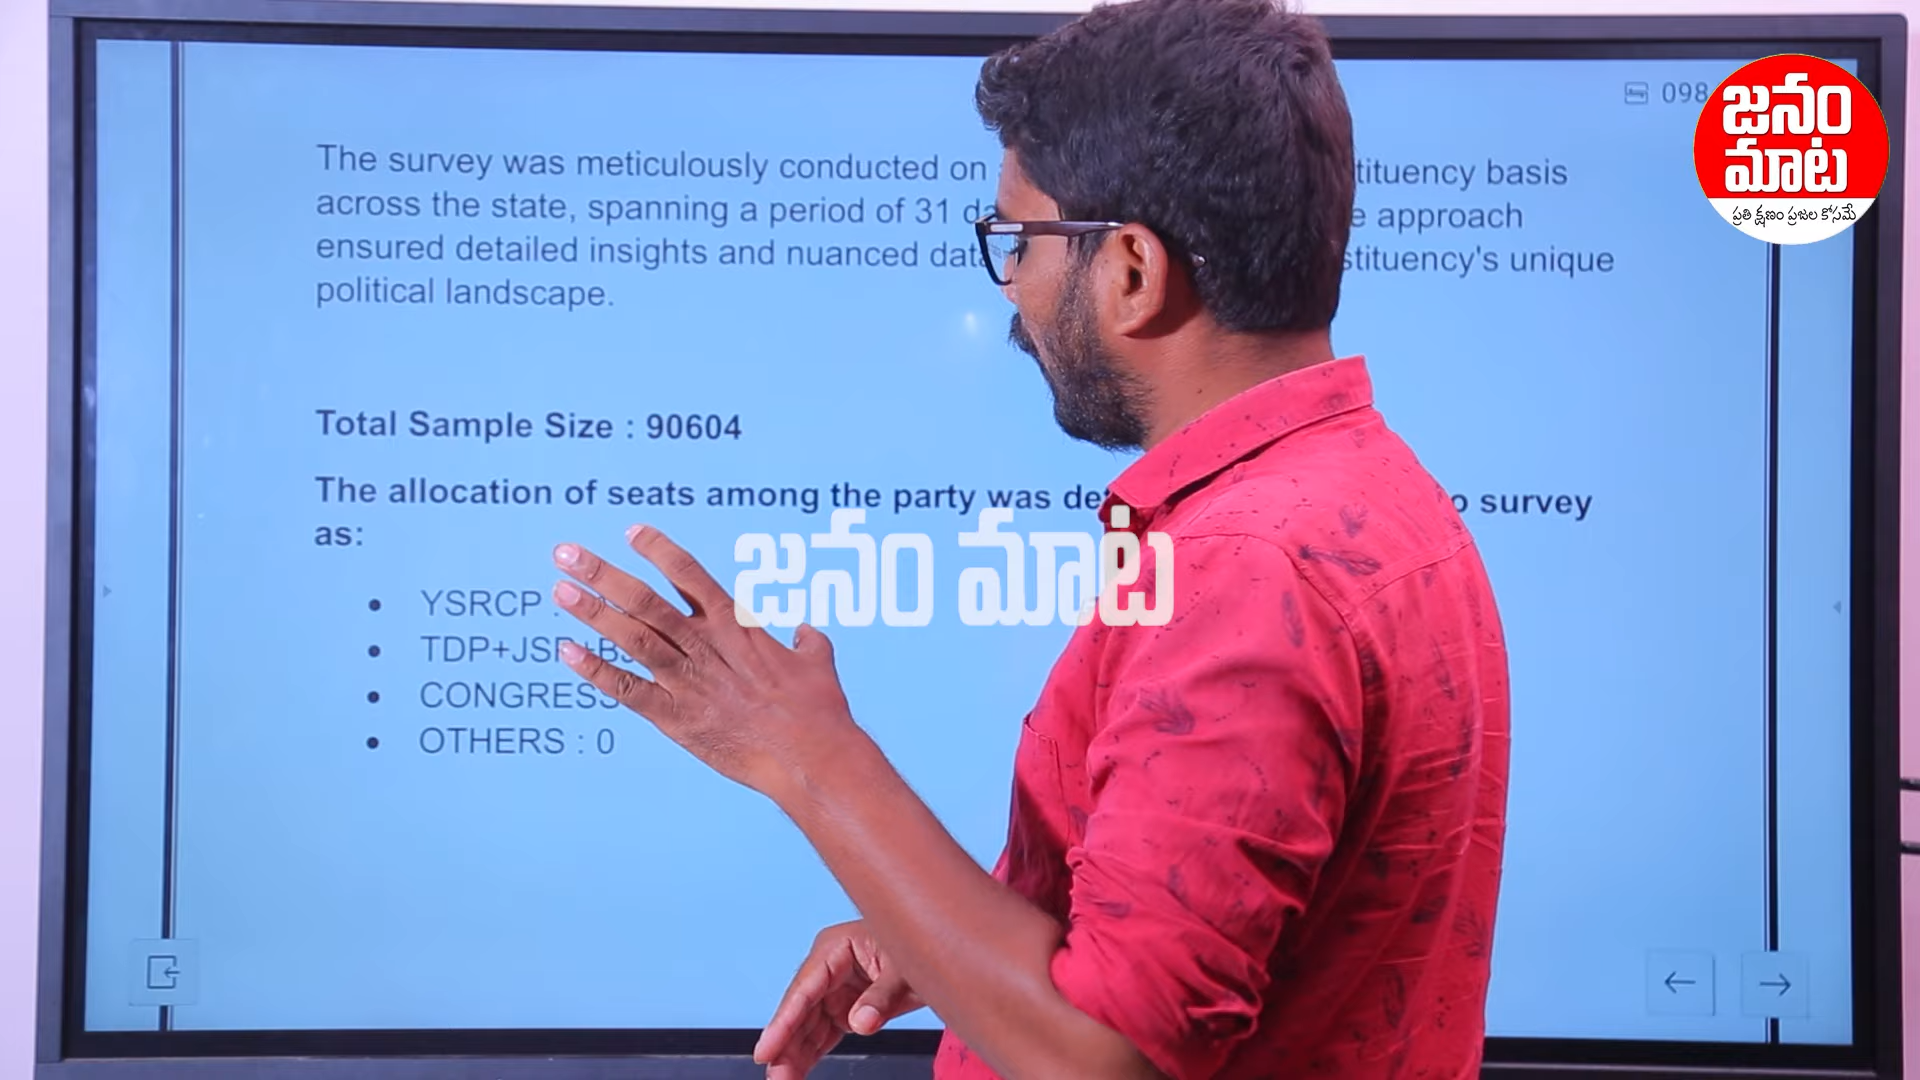 098
జనం
మాట
ప్రతి క్షణం ప్రజల కోసమే
The survey was meticulously conducted on tituency basis
across the state, spanning a period of 31 approach
ensured detailed insights and nuanced stituency's unique
political landscape.
Total Sample Size : 90604
The allocation of seats among the party was survey
as:
జనం మాట
• YSRCP :
• TDP+JSP+BJ
• CONGRESS
• OTHERS : 0